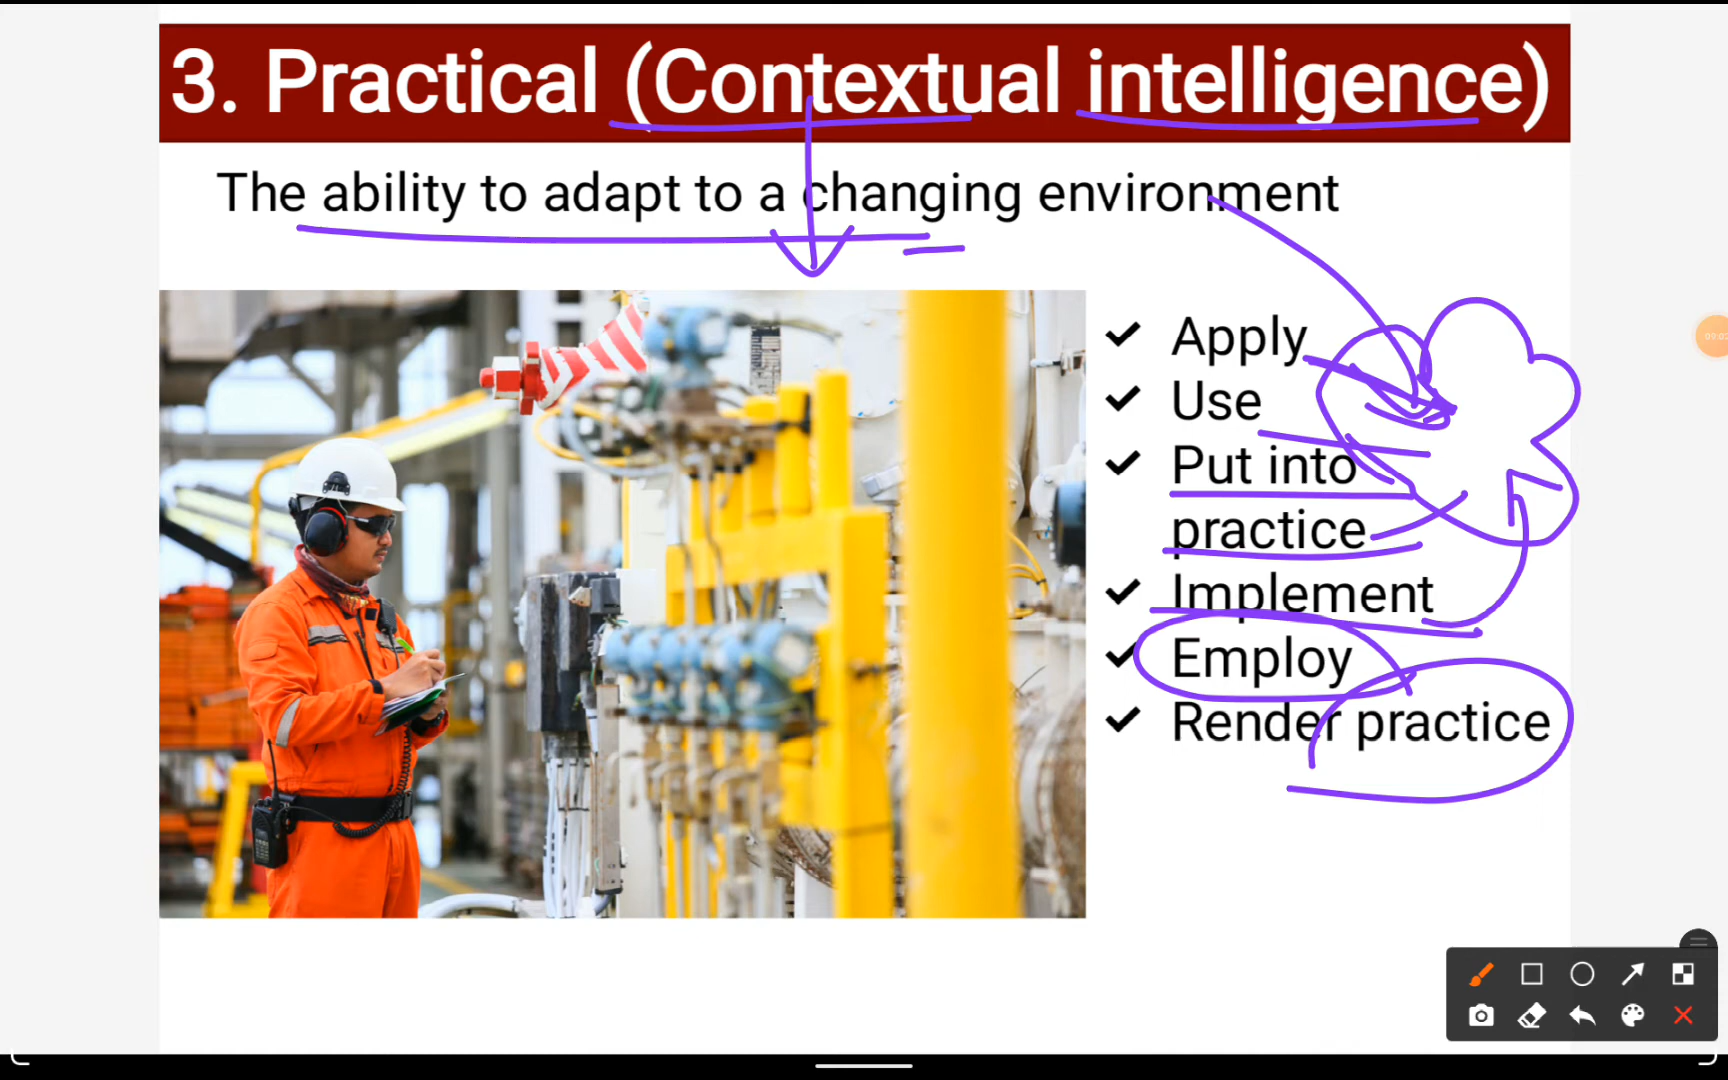 3. Practical (Contextual intelligence)
The ability to adapt to a changing environment
Apply
Use
Put into
practice
Implement
Employ
Render practice